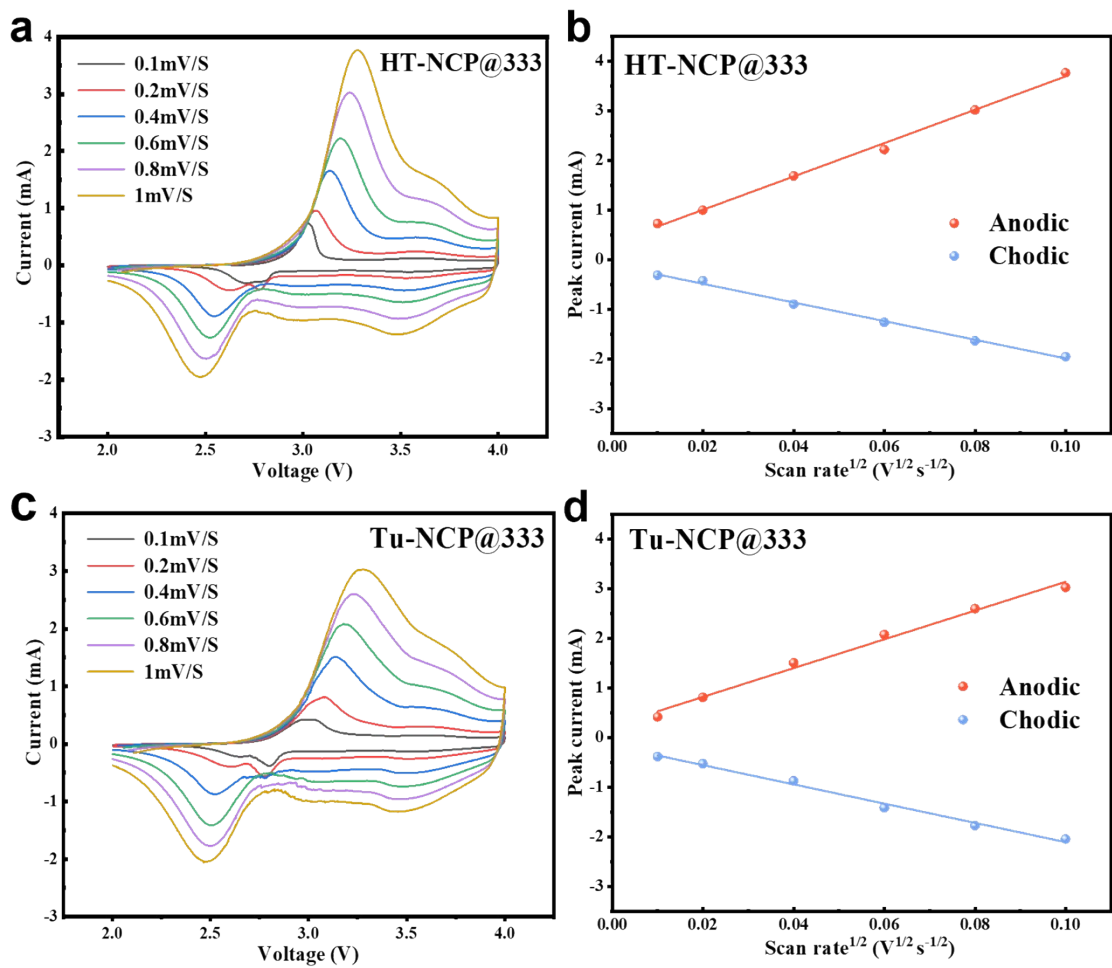 a
HT-NCP@333
0.1mV/S
0.2mV/S
0.4mV/S
0.6mV/S
0.8mV/S
1mV/S
4
3
2
1
0
-1
-2
-3
Current (mA)
2.0 2.5 3.0 3.5 4.0
Voltage (V)
b
HT-NCP@333
Anodic
Chodic
4
3
2
1
0
-1
-2
-3
Peak current (mA)
0.00 0.02 0.04 0.06 0.08 0.10
Scan rate^1/2 (V^1/2 s^-1/2)
c
Tu-NCP@333
0.1mV/S
0.2mV/S
0.4mV/S
0.6mV/S
0.8mV/S
1mV/S
4
3
2
1
0
-1
-2
-3
Current (mA)
2.0 2.5 3.0 3.5 4.0
Voltage (V)
d
Tu-NCP@333
Anodic
Chodic
4
3
2
1
0
-1
-2
-3
Peak current (mA)
0.00 0.02 0.04 0.06 0.08 0.10
Scan rate^1/2 (V^1/2 s^-1/2)